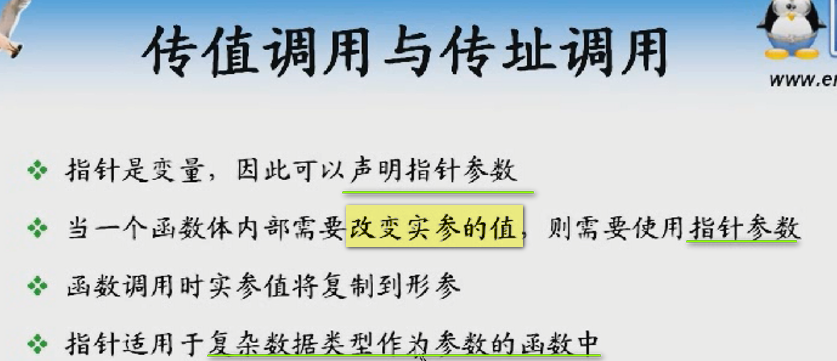 传值调用与传址调用
www.er
指针是变量，因此可以声明指针参数
当一个函数体内部需要改变实参的值，则需要使用指针参数
函数调用时实参值将复制到形参
指针适用于复杂数据类型作为参数的函数中